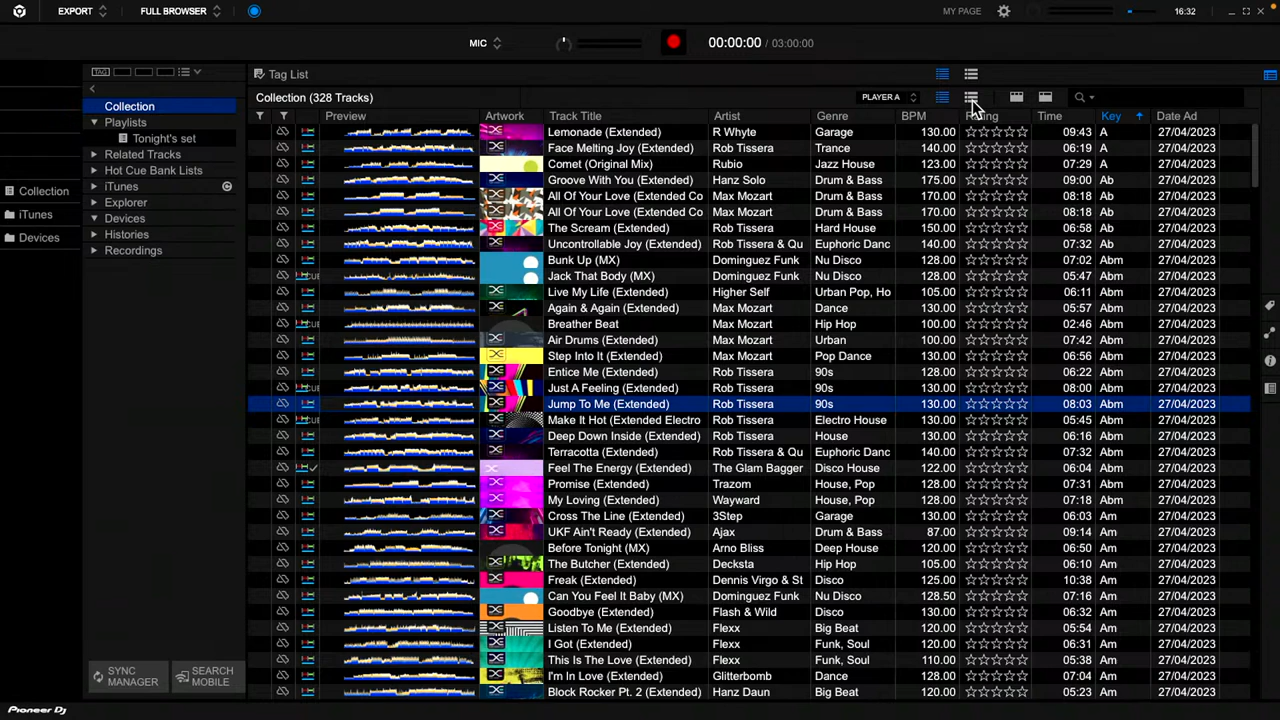 EXPORT FULL BROWSER MY PAGE 16:32
MIC 00:00:00 / 03:00:00
TAG Tag List
Collection (328 Tracks) PLAYER A
Preview Artwork Track Title Artist Genre BPM Rating Time Key Date Ad
Collection
Playlists
Tonight's set
Related Tracks
Hot Cue Bank Lists
iTunes
Explorer
Devices
Histories
Recordings
Collection
iTunes
Devices
Lemonade (Extended) R Whyte Garage 130.00 09:43 A 27/04/2023
Face Melting Joy (Extended) Rob Tissera Trance 140.00 06:19 A 27/04/2023
Comet (Original Mix) Rubio Jazz House 123.00 07:29 A 27/04/2023
Groove With You (Extended) Hanz Solo Drum & Bass 175.00 09:00 Ab 27/04/2023
All Of Your Love (Extended Co Max Mozart Drum & Bass 170.00 08:18 Ab 27/04/2023
All Of Your Love (Extended Co Max Mozart Drum & Bass 170.00 08:18 Ab 27/04/2023
The Scream (Extended) Rob Tissera Hard House 150.00 06:58 Ab 27/04/2023
Uncontrollable Joy (Extended) Rob Tissera & Qu Euphoric Danc 140.00 07:32 Ab 27/04/2023
Bunk Up (MX) Dominguez Funk Nu Disco 128.00 07:02 Abm 27/04/2023
Jack That Body (MX) Dominguez Funk Nu Disco 128.00 05:47 Abm 27/04/2023
Live My Life (Extended) Higher Self Urban Pop, Ho 105.00 06:11 Abm 27/04/2023
Again & Again (Extended) Max Mozart Dance 130.00 05:57 Abm 27/04/2023
Breather Beat Max Mozart Hip Hop 100.00 02:46 Abm 27/04/2023
Air Drums (Extended) Max Mozart Urban 100.00 06:92 Abm 27/04/2023
Step Into It (Extended) Max Mozart Pop Dance 130.00 06:56 Abm 27/04/2023
Entice Me (Extended) Rob Tissera 90s 130.00 06:22 Abm 27/04/2023
Just A Feeling (Extended) Rob Tissera 90s 130.00 08:00 Abm 27/04/2023
Jump To Me (Extended) Rob Tissera 90s 130.00 08:03 Abm 27/04/2023
Make It Hot (Extended Electro Rob Tissera Electro House 130.00 05:45 Abm 27/04/2023
Deep Down Inside (Extended) Rob Tissera House 130.00 06:16 Abm 27/04/2023
Terracotta (Extended) Rob Tissera & Qu Euphoric Danc 130.00 06:12 Abm 27/04/2023
Feel The Energy (Extended) The Glam Bagger Disco House 122.00 06:04 Abm 27/04/2023
Promise (Extended) Trazom House, Pop 128.00 07:31 Abm 27/04/2023
My Loving (Extended) Wayward House, Pop 128.00 07:18 Abm 27/04/2023
Cross The Line (Extended) 3Step Garage 130.00 06:03 Am 27/04/2023
UKF Ain't Ready (Extended) Ajax Drum & Bass 87.00 09:14 Am 27/04/2023
Before Tonight (MX) Arno Bliss Deep House 120.00 06:50 Am 27/04/2023
The Butcher (Extended) Decksta Hip Hop 105.00 06:10 Am 27/04/2023
Freak (Extended) Dennis Virgo & St Disco 125.00 10:38 Am 27/04/2023
Can You Feel It Baby (MX) Dominguez Funk Nu Disco 128.50 07:16 Am 27/04/2023
Goodbye (Extended) Flash & Wild Disco 130.00 06:32 Am 27/04/2023
Listen To Me (Extended) Flexx Big Beat 130.00 05:54 Am 27/04/2023
I Got (Extended) Flexx Funk, Soul 120.00 06:31 Am 27/04/2023
This Is The Love (Extended) Flexx Funk, Soul 110.00 05:38 Am 27/04/2023
I'm In Love (Extended) Glitterbomb Dance 128.00 07:04 Am 27/04/2023
Block Rocker Pt. 2 (Extended) Hanz Daun Big Beat 120.00 05:23 Am 27/04/2023
SYNC MANAGER
SEARCH MOBILE
Pioneer Dj